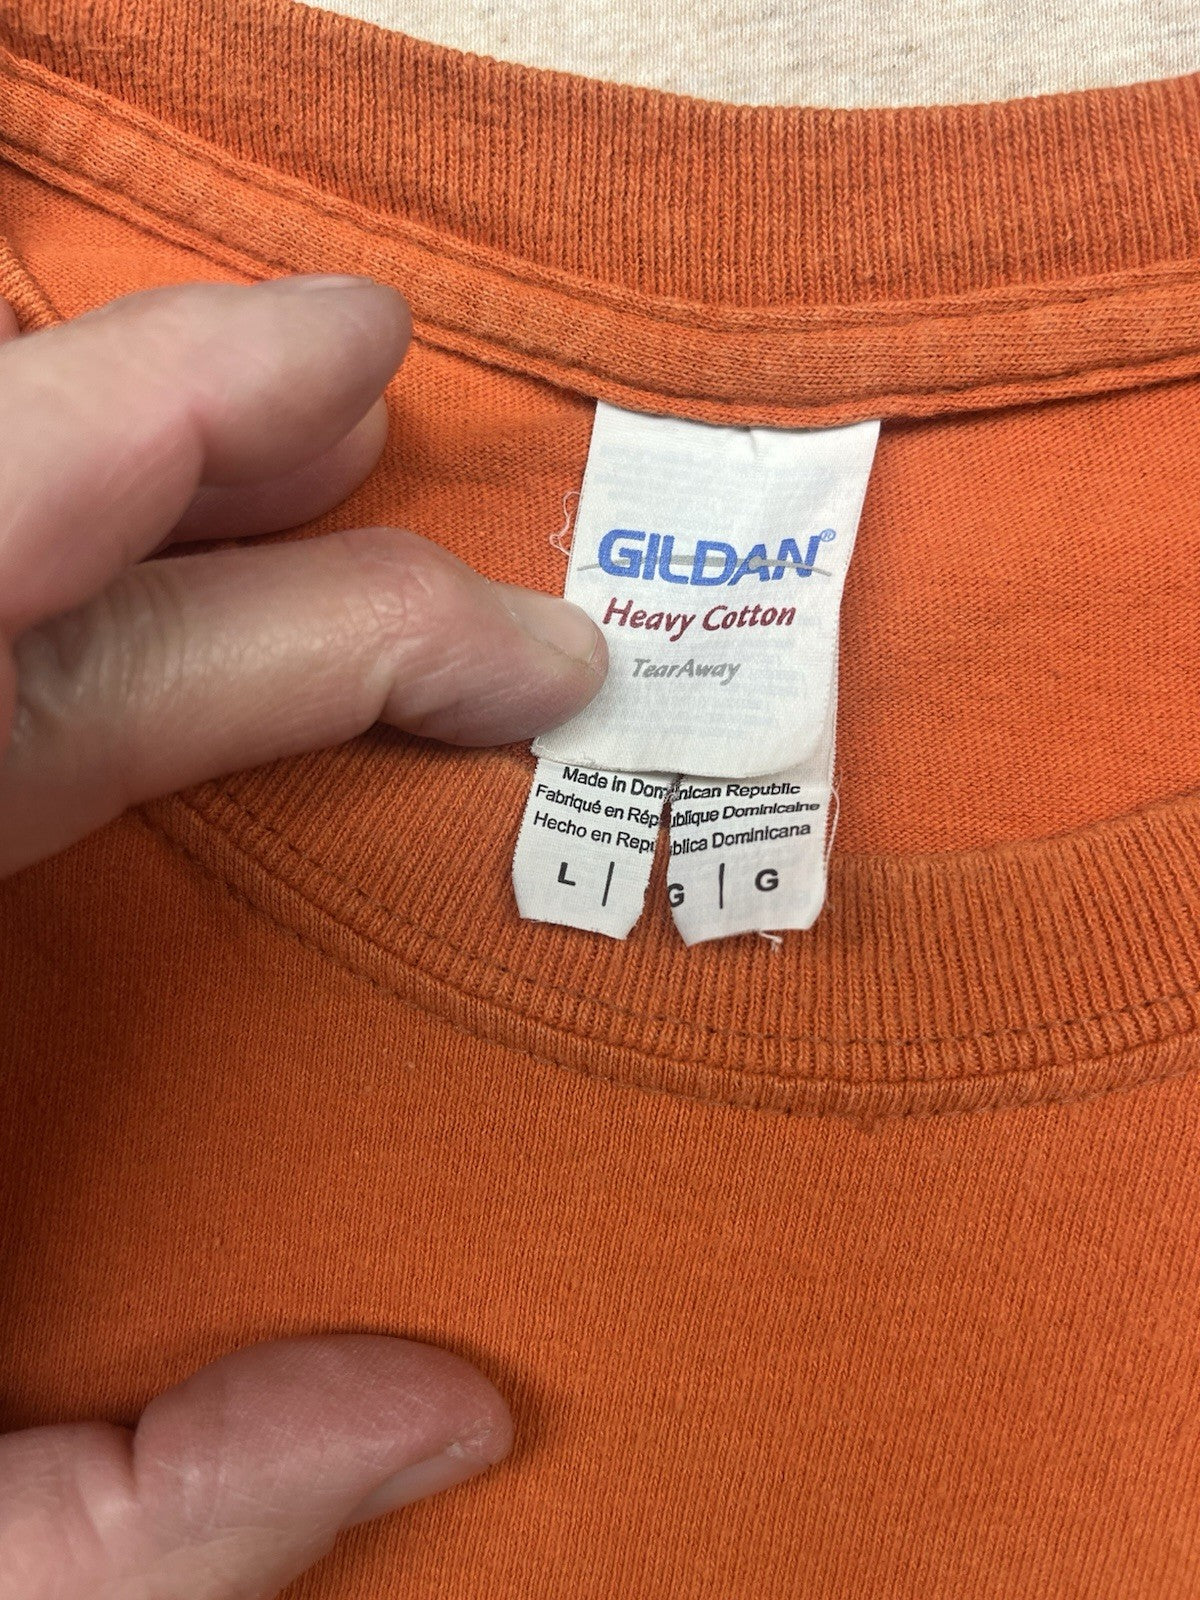 GILDAN®
Heavy Cotton
TearAway
Made in Dominican Republic
Fabriqué en République Dominicaine
Hecho en República Dominicana
L | G | G